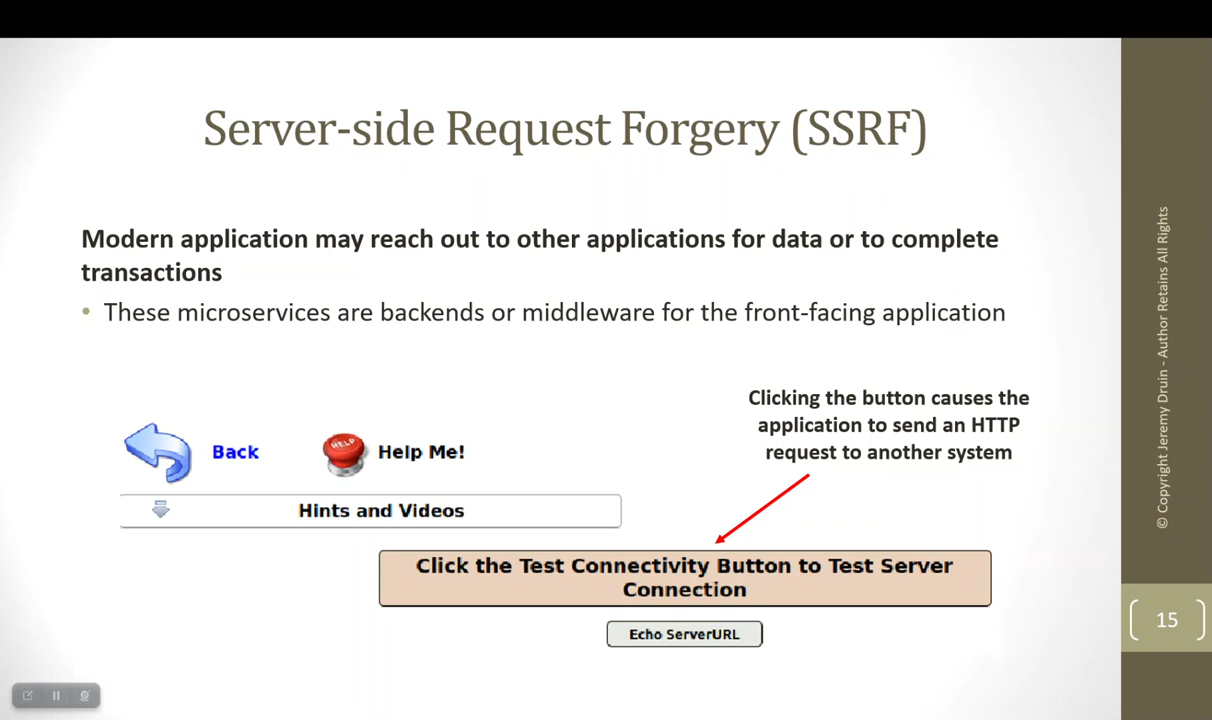 Server-side Request Forgery (SSRF)
Modern application may reach out to other applications for data or to complete
transactions
• These microservices are backends or middleware for the front-facing application
Clicking the button causes the
application to send an HTTP
request to another system
Back
HELP
Help Me!
Hints and Videos
Click the Test Connectivity Button to Test Server
Connection
Echo ServerURL
© Copyright Jeremy Druin - Author Retains All Rights
15